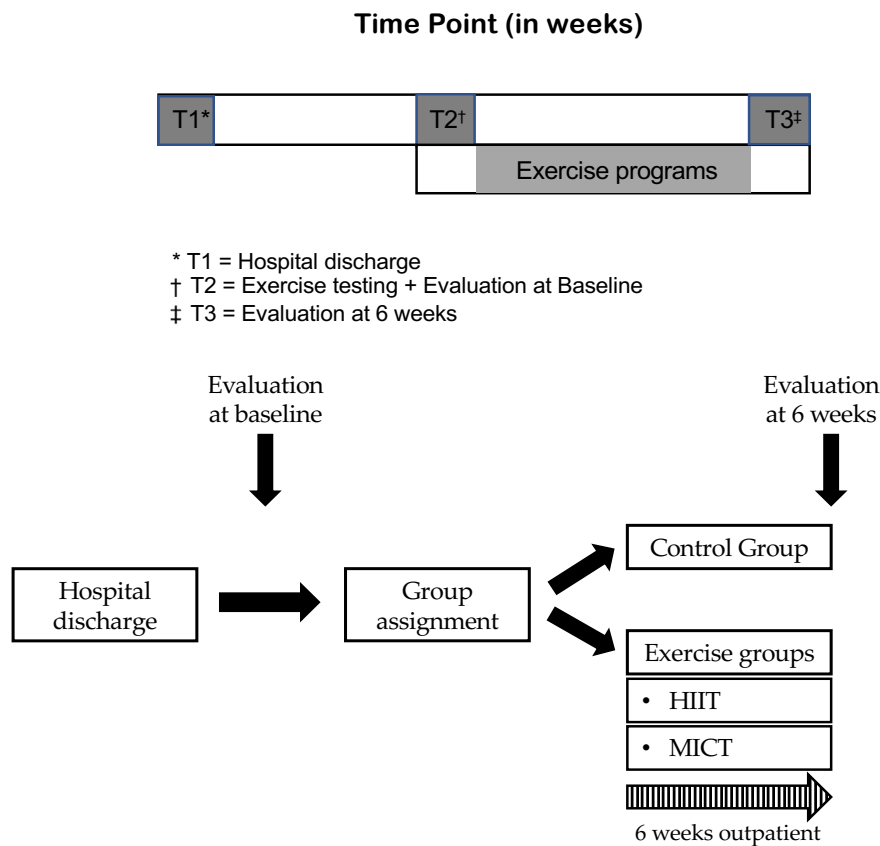 Time Point (in weeks)
T1*
T2†
T3‡
Exercise programs
* T1 = Hospital discharge
† T2 = Exercise testing + Evaluation at Baseline
‡ T3 = Evaluation at 6 weeks
Evaluation
at baseline
Evaluation
at 6 weeks
Hospital
discharge
Group
assignment
Control Group
Exercise groups
• HIIT
• MICT
6 weeks outpatient